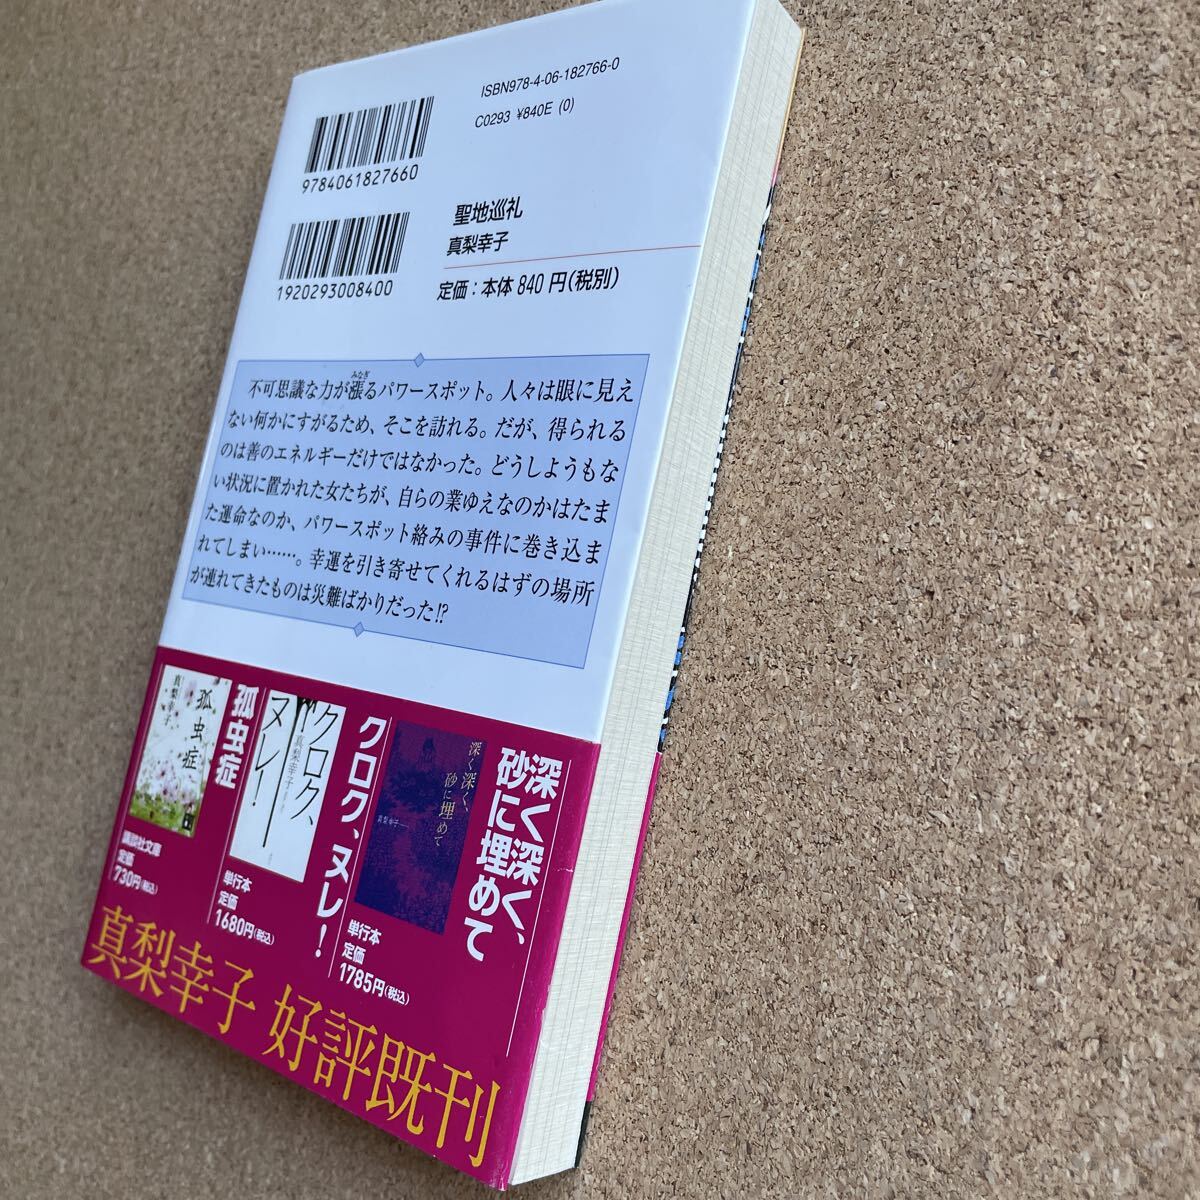 ISBN978-4-06-182766-0
C0293 ¥840E (0)
9784061827660
1920293008400
聖地巡礼
真梨幸子
定価：本体 840 円（税別）
みなぎ
不可思議な力が漲るパワースポット。人々は眼に見え
ない何かにすがるため、そこを訪れる。だが、得られる
のは善のエネルギーだけではなかった。どうしようもな
い状況に置かれた女たちが、自らの業ゆえなのかはたま
た運命なのか、パワースポット絡みの事件に巻き込ま
れてしまい……。幸運を引き寄せてくれるはずの場所
が連れてきたものは災難ばかりだった!?
深く深く、
砂に埋めて
深く深く、
砂に埋めて
真梨幸子
単行本
定価
1785円(税込)
クロク、ヌレ！
クロク、
ヌレ！
真梨幸子
単行本
定価
1680円(税込)
孤虫症
孤虫症
真梨幸子
講談社文庫
定価
730円(税込)
真梨幸子 好評既刊